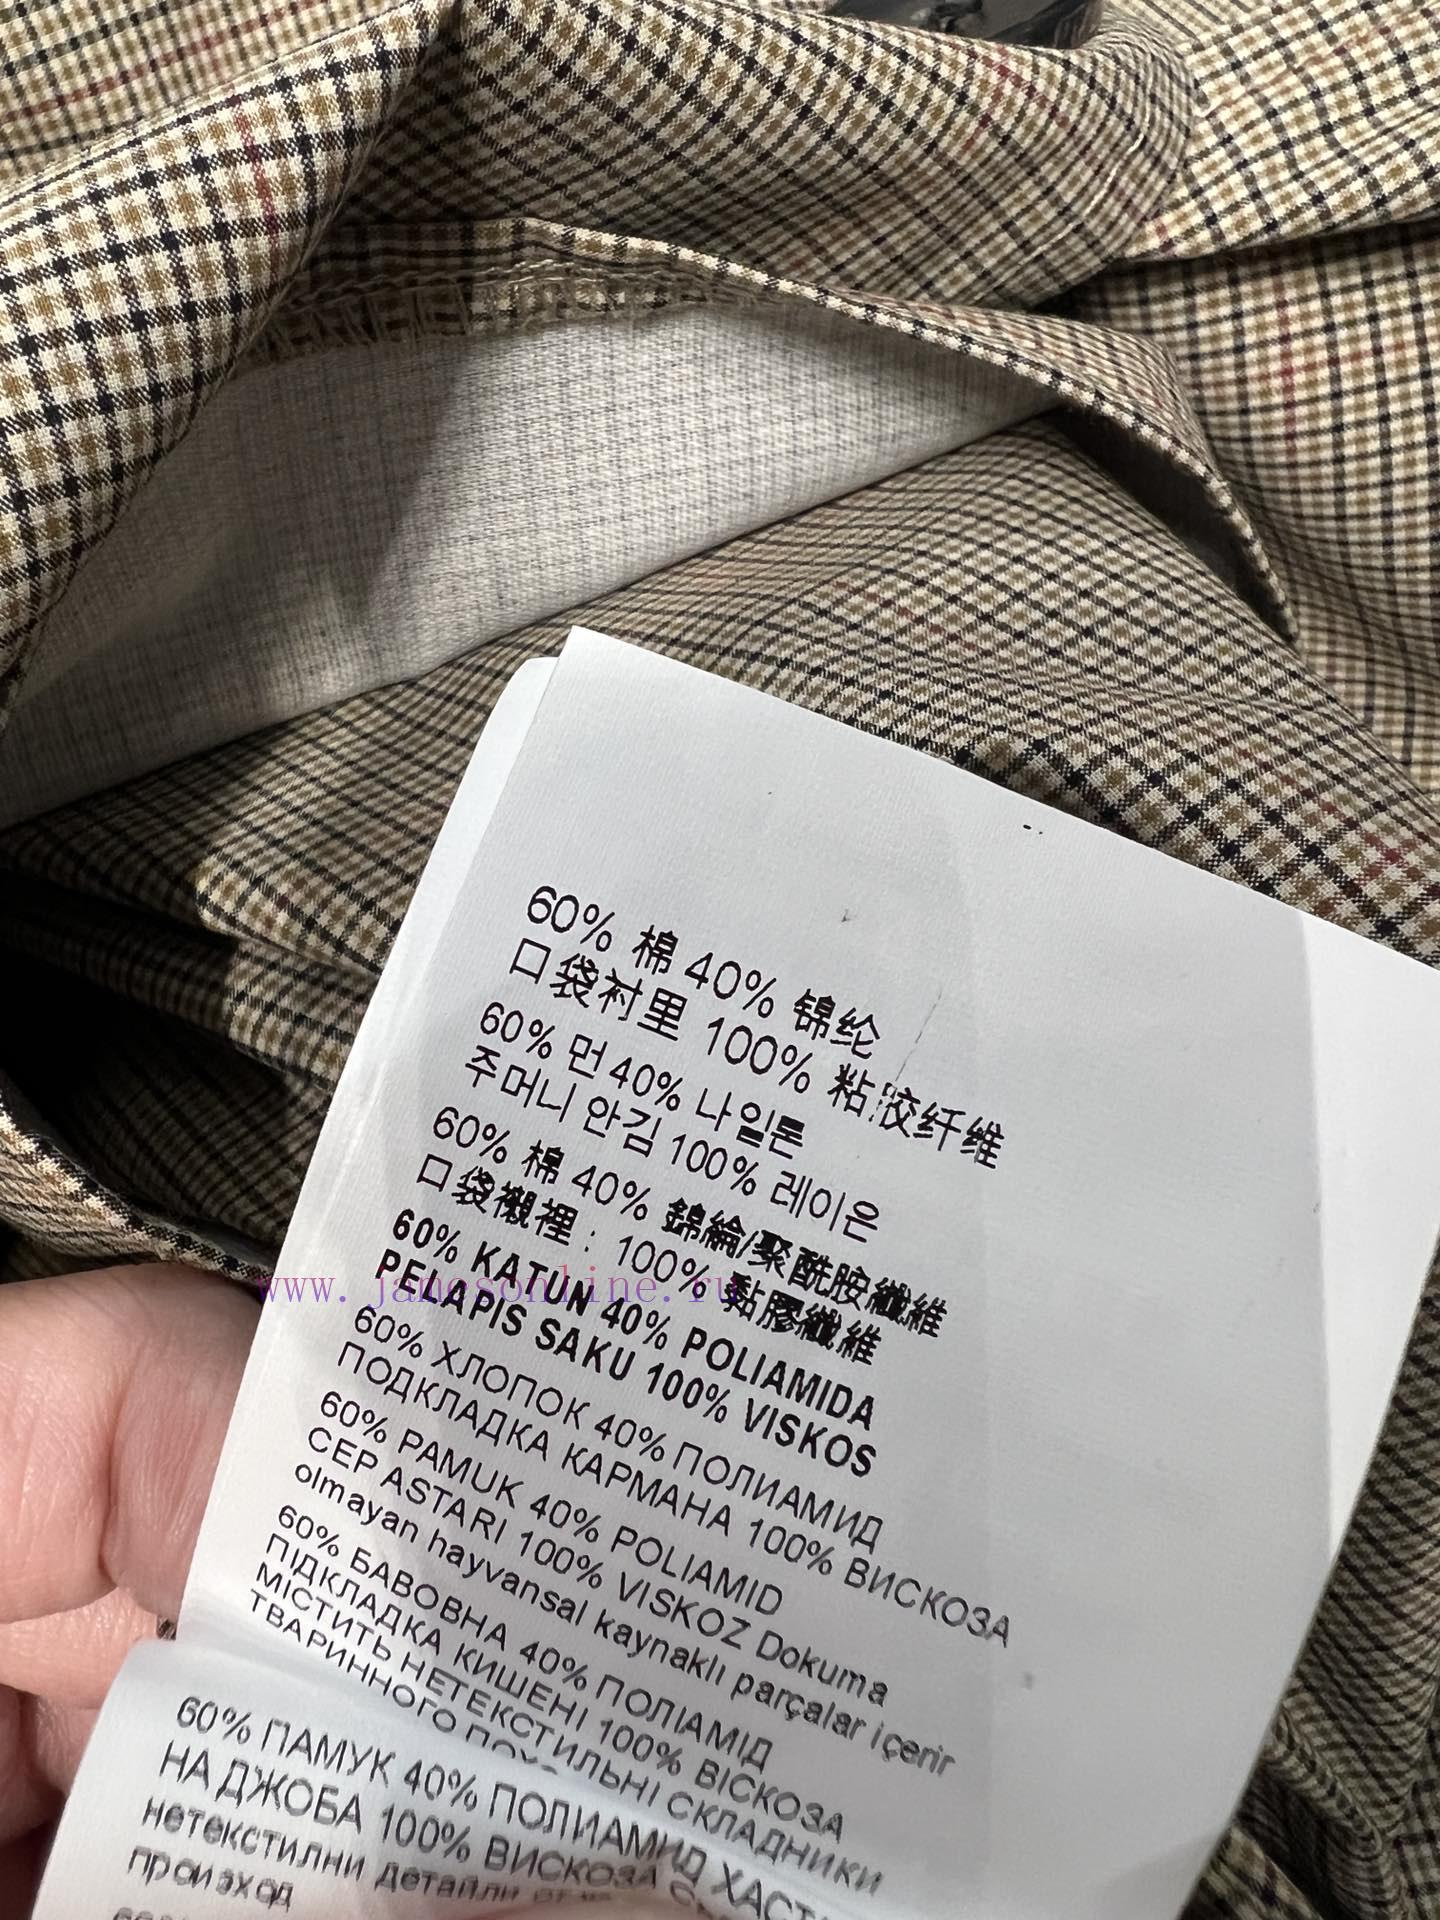 60% 棉 40% 锦纶
口袋衬里 100% 粘胶纤维
60% 먼 40% 나일론
주머니 안김 100% 레이온
60% 棉 40% 錦綸/聚酰胺纖維
口袋襯裡：100% 黏膠纖維
60% KATUN 40% POLIAMIDA
PELAPIS SAKU 100% VISKOS
www.jamesonline.ru
60% ХЛОПОК 40% ПОЛИАМИД
ПОДКЛАДКА КАРМАНА 100% ВИСКОЗА
60% PAMUK 40% POLIAMID
CEP ASTARI 100% VISKOZ Dokuma
olmayan hayvansal kaynaklı parçalar içerir
60% БАВОВНА 40% ПОЛІАМІД
ПІДКЛАДКА КИШЕНІ 100% ВІСКОЗА
МІСТИТЬ НЕТЕКСТИЛЬНІ СКЛАДНИКИ
ТВАРИННОГО
60% ПАМУК 40% ПОЛИАМИД ХАСТ
НА ДЖОБА 100% ВИСКОЗА
нетекстилни детайли от
произход